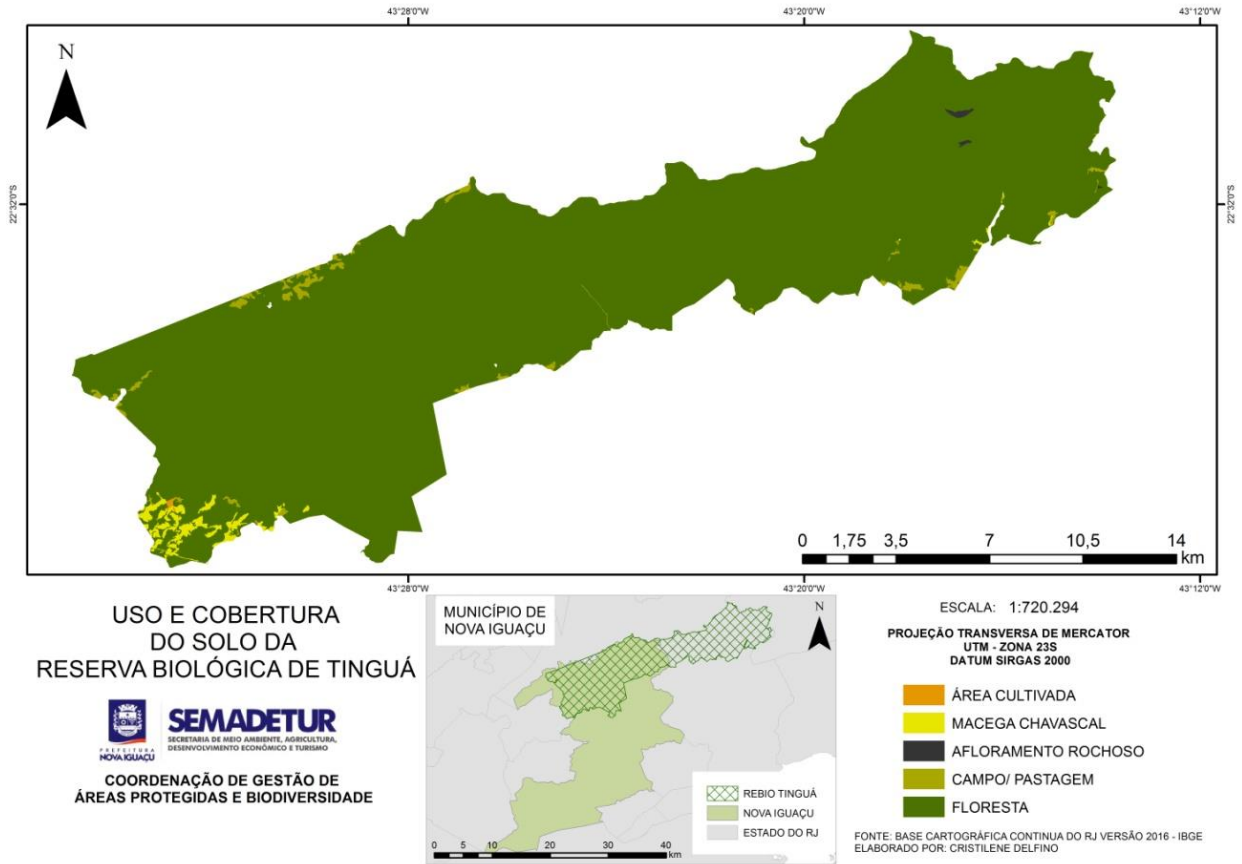 43°28'0"W
43°20'0"W
43°12'0"W
N
22°32'0"S
22°32'0"S
0 1,75 3,5 7 10,5 14
km
43°28'0"W
43°20'0"W
43°12'0"W
USO E COBERTURA
DO SOLO DA
RESERVA BIOLÓGICA DE TINGUÁ
PREFEITURA
NOVA IGUAÇU
SEMADETUR
SECRETARIA DE MEIO AMBIENTE, AGRICULTURA,
DESENVOLVIMENTO ECONÔMICO E TURISMO
COORDENAÇÃO DE GESTÃO DE
ÁREAS PROTEGIDAS E BIODIVERSIDADE
MUNICÍPIO DE
NOVA IGUAÇU
N
REBIO TINGUÁ
NOVA IGUAÇU
ESTADO DO RJ
0 5 10 20 30 40
km
ESCALA: 1:720.294
PROJEÇÃO TRANSVERSA DE MERCATOR
UTM - ZONA 23S
DATUM SIRGAS 2000
ÁREA CULTIVADA
MACEGA CHAVASCAL
AFLORAMENTO ROCHOSO
CAMPO/ PASTAGEM
FLORESTA
FONTE: BASE CARTOGRÁFICA CONTINUA DO RJ VERSÃO 2016 - IBGE
ELABORADO POR: CRISTILENE DELFINO